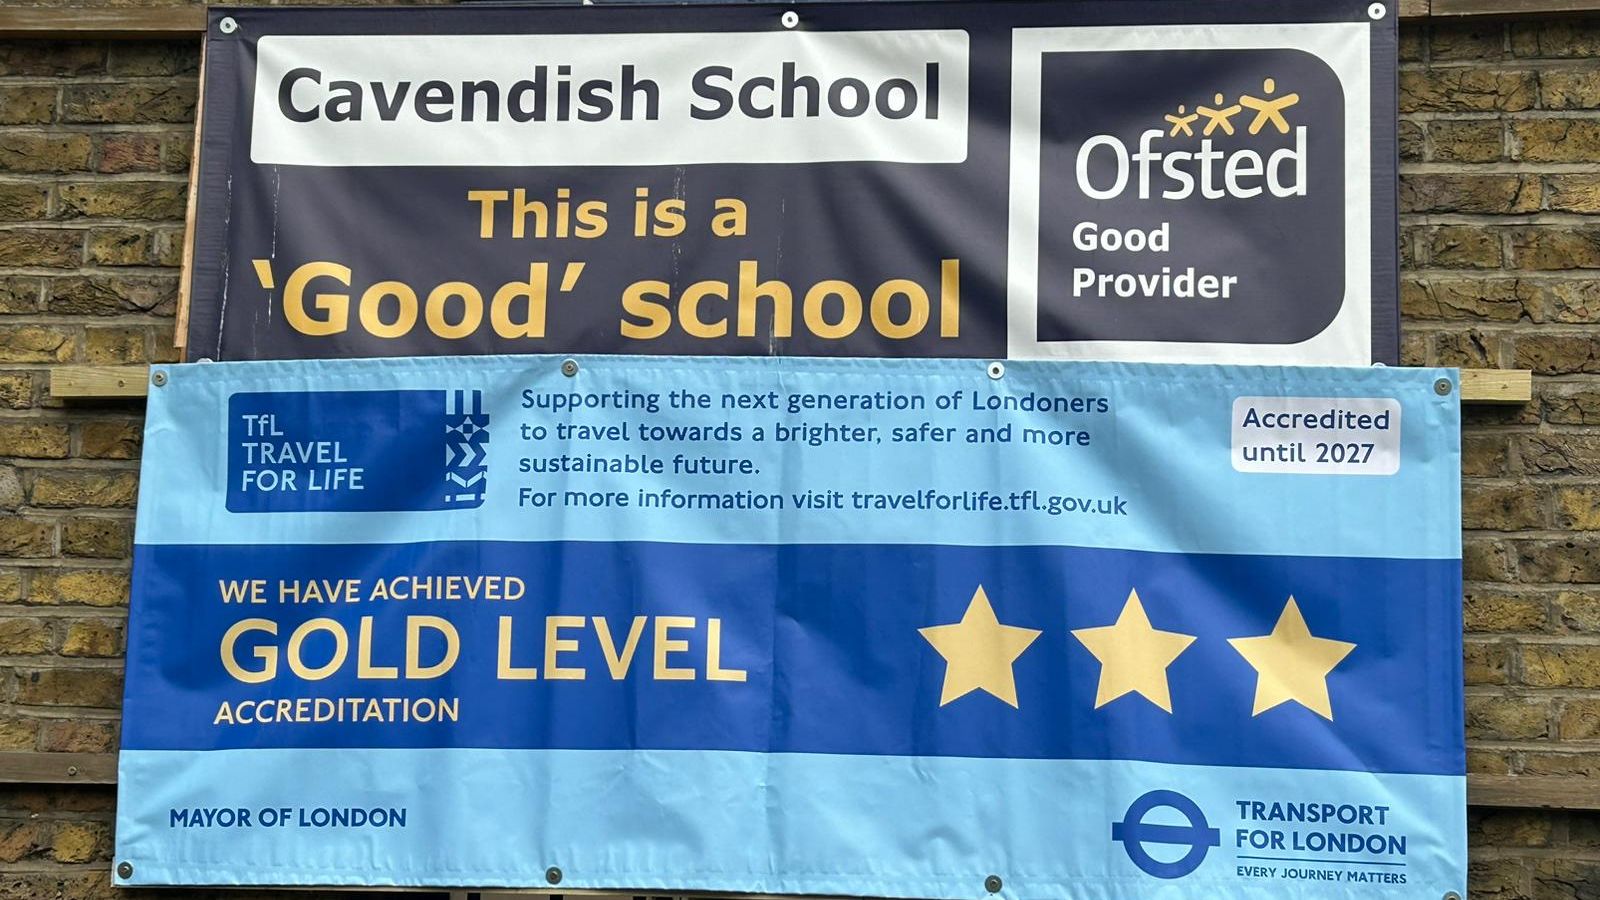 Cavendish School
This is a
‘Good’ school
Ofsted
Good
Provider
TfL
TRAVEL
FOR LIFE
Supporting the next generation of Londoners
to travel towards a brighter, safer and more
sustainable future.
For more information visit travelforlife.tfl.gov.uk
Accredited
until 2027
WE HAVE ACHIEVED
GOLD LEVEL
ACCREDITATION
MAYOR OF LONDON
TRANSPORT
FOR LONDON
EVERY JOURNEY MATTERS